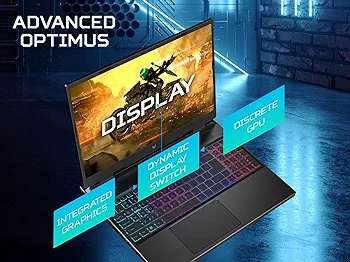 ADVANCED
OPTIMUS
DISPLAY
DISCRETE
GPU
DYNAMIC
DISPLAY
SWITCH
INTEGRATED
GRAPHICS